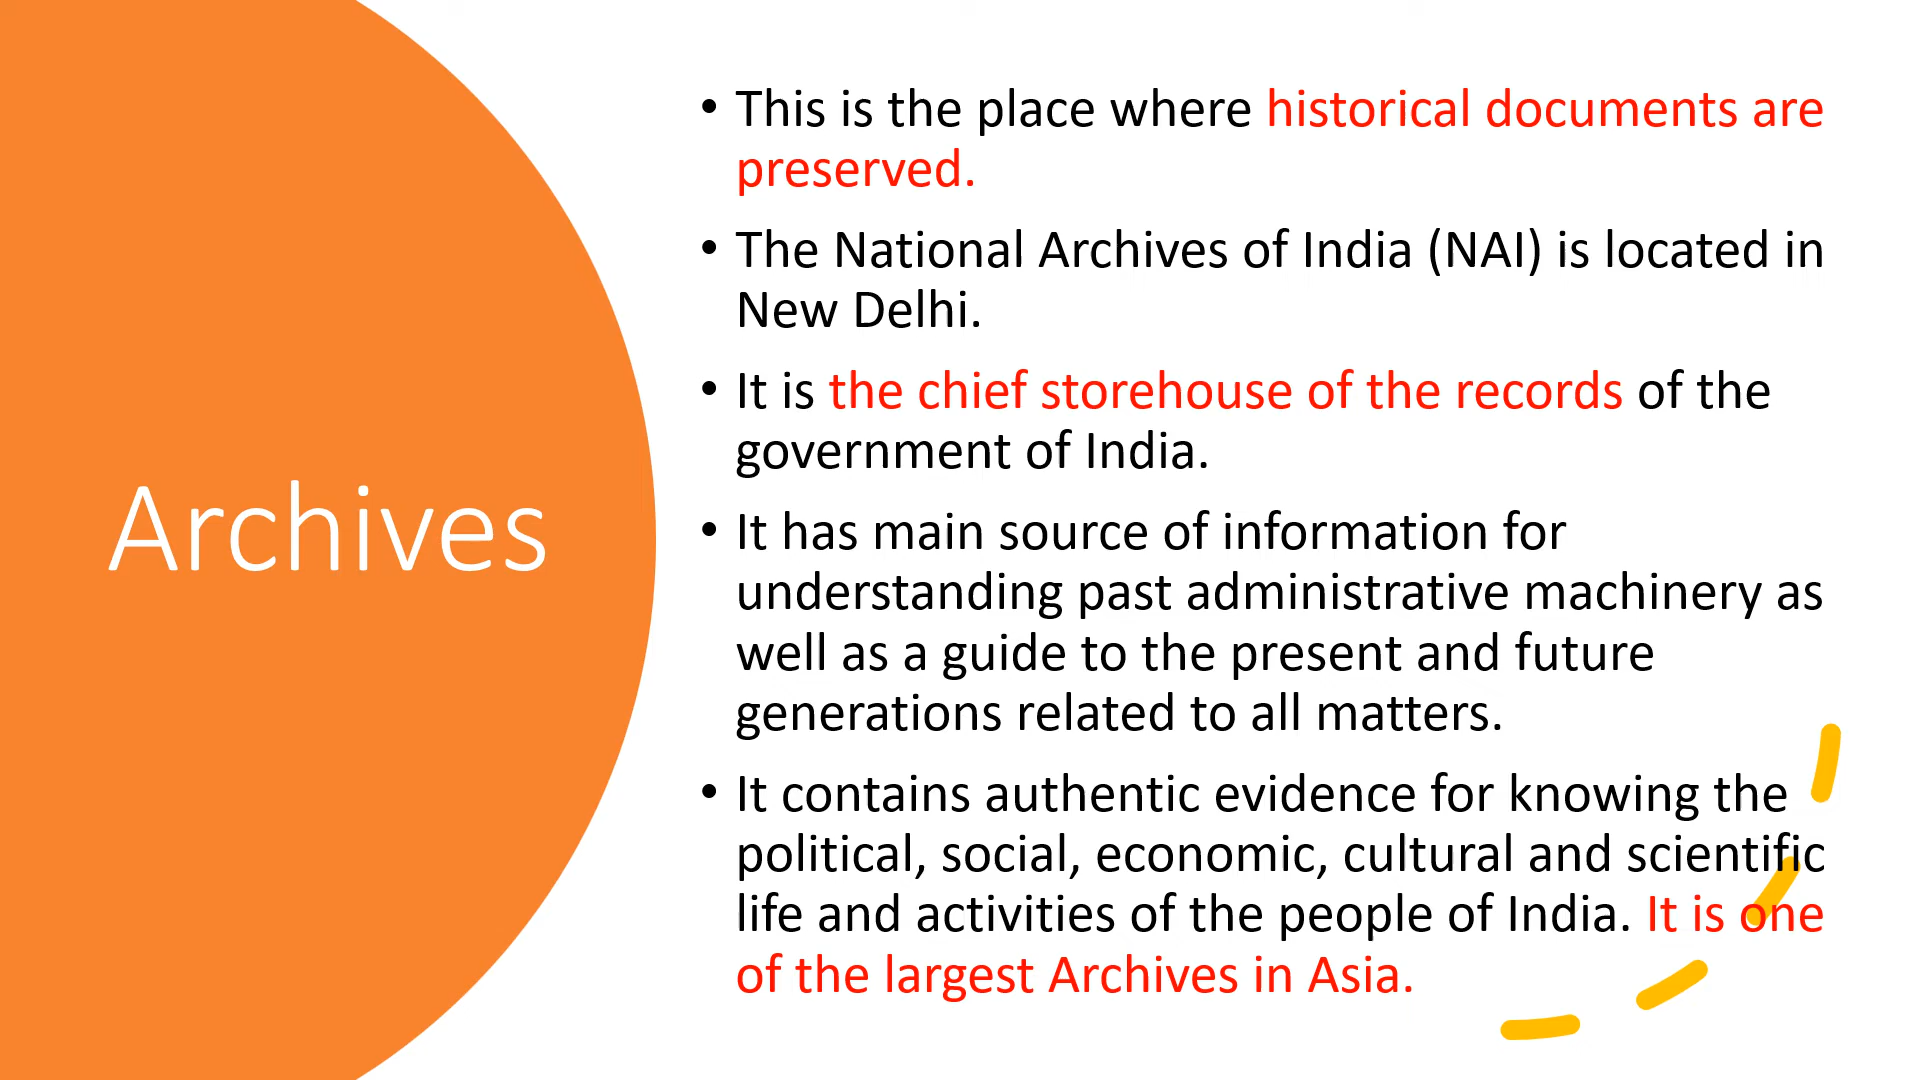 Archives
• This is the place where historical documents are
preserved.
• The National Archives of India (NAI) is located in
New Delhi.
• It is the chief storehouse of the records of the
government of India.
• It has main source of information for
understanding past administrative machinery as
well as a guide to the present and future
generations related to all matters.
• It contains authentic evidence for knowing the
political, social, economic, cultural and scientific
life and activities of the people of India. It is one
of the largest Archives in Asia.